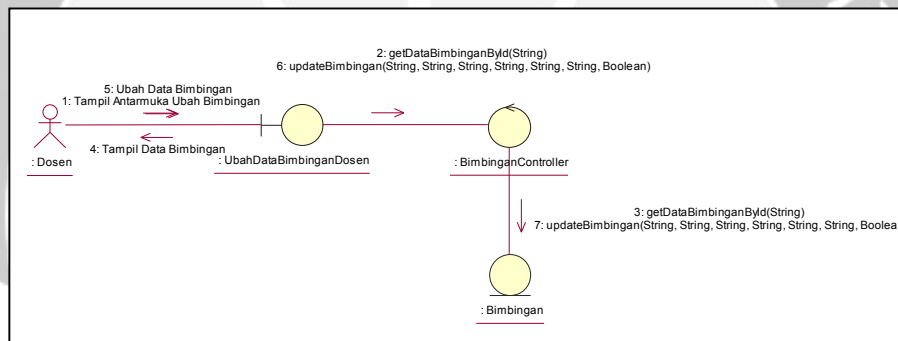 2: getDataBimbinganById(String)
6: updateBimbingan(String, String, String, String, String, String, Boolean)
5: Ubah Data Bimbingan
1: Tampil Antarmuka Ubah Bimbingan
4: Tampil Data Bimbingan
: Dosen
: UbahDataBimbinganDosen
: BimbinganController
3: getDataBimbinganById(String)
7: updateBimbingan(String, String, String, String, String, String, Boolea
: Bimbingan